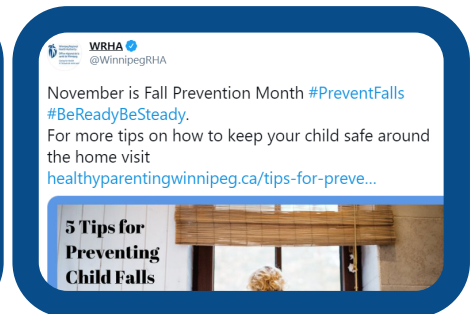 WRHA
@WinnipegRHA
November is Fall Prevention Month #PreventFalls
#BeReadyBeSteady.
For more tips on how to keep your child safe around
the home visit
healthyparentingwinnipeg.ca/tips-for-preve...
5 Tips for
Preventing
Child Falls